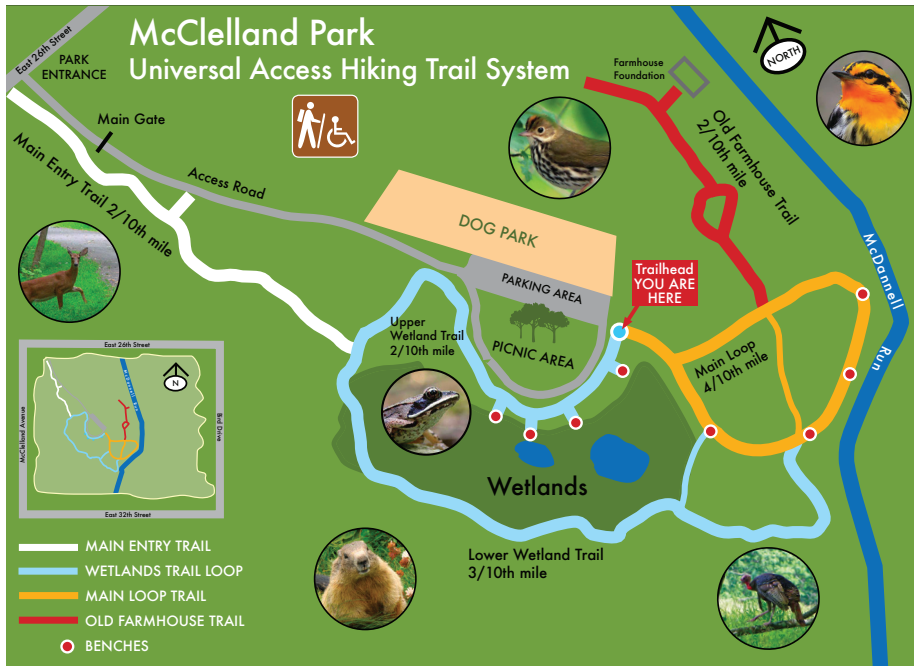 McClelland Park
Universal Access Hiking Trail System
East 26th Street
PARK
ENTRANCE
Main Gate
Main Entry Trail 2/10th mile
Access Road
NORTH
Farmhouse
Foundation
Old Farmhouse Trail
2/10th mile
McDannell
Run
DOG PARK
PARKING AREA
PICNIC AREA
Trailhead
YOU ARE
HERE
Upper
Wetland Trail
2/10th mile
Main Loop
4/10th mile
Wetlands
Lower Wetland Trail
3/10th mile
East 26th Street
N
McClelland Avenue
McDannell Run
Bird Drive
East 32th Street
MAIN ENTRY TRAIL
WETLANDS TRAIL LOOP
MAIN LOOP TRAIL
OLD FARMHOUSE TRAIL
BENCHES